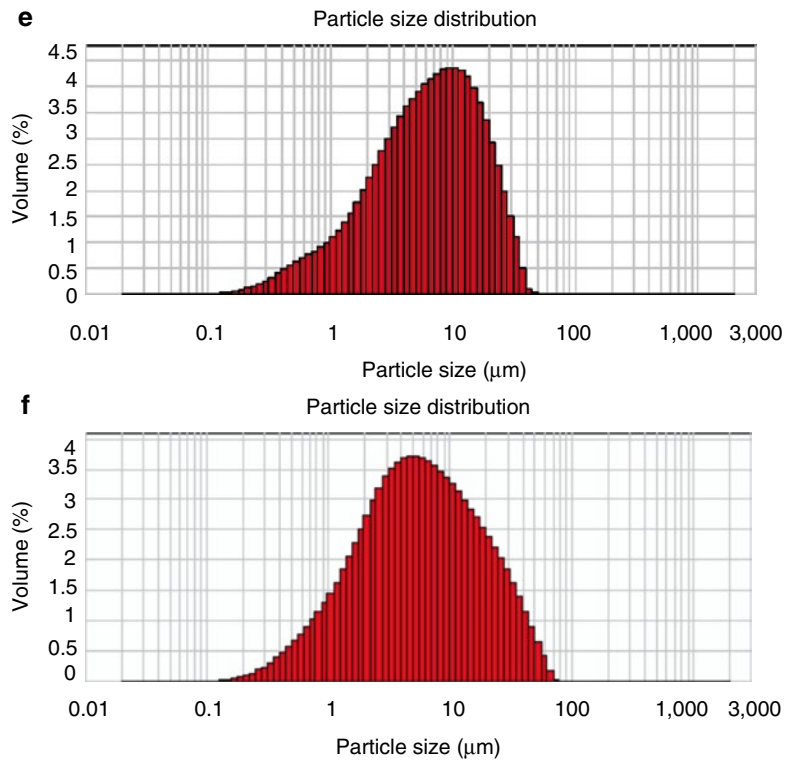 e
Particle size distribution
Volume (%)
4.5
4
3.5
3
2.5
2
1.5
1
0.5
0
0.01 0.1 1 10 100 1,000 3,000
Particle size (μm)
f
Particle size distribution
Volume (%)
4
3.5
3
2.5
2
1.5
1
0.5
0
0.01 0.1 1 10 100 1,000 3,000
Particle size (μm)